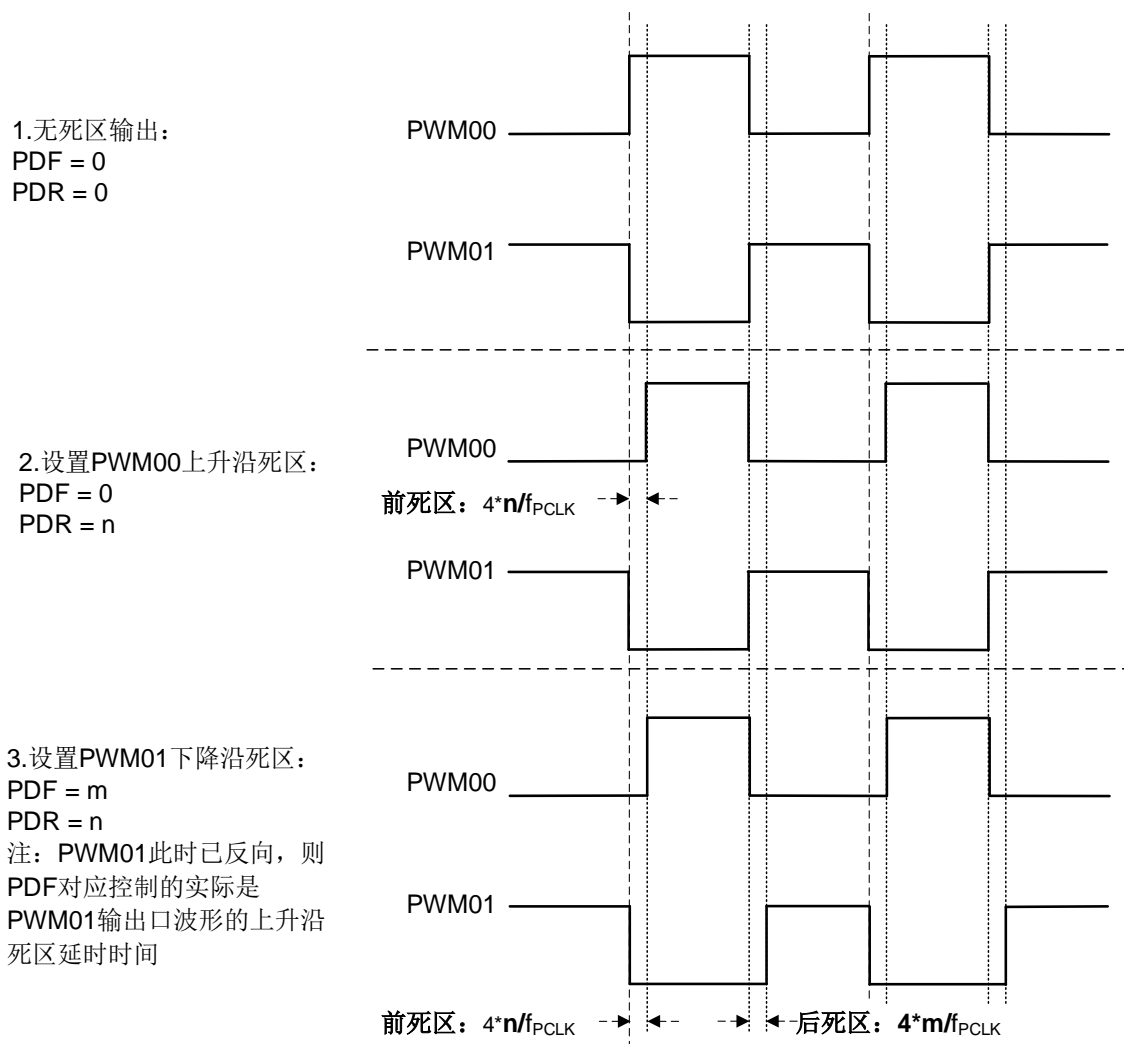 1.无死区输出：
PDF = 0
PDR = 0
PWM00
PWM01
2.设置PWM00上升沿死区：
PDF = 0
PDR = n
PWM00
前死区：4*n/fPCLK
PWM01
3.设置PWM01下降沿死区：
PDF = m
PDR = n
注：PWM01此时已反向，则
PDF对应控制的实际是
PWM01输出口波形的上升沿
死区延时时间
PWM00
PWM01
前死区：4*n/fPCLK
后死区：4*m/fPCLK